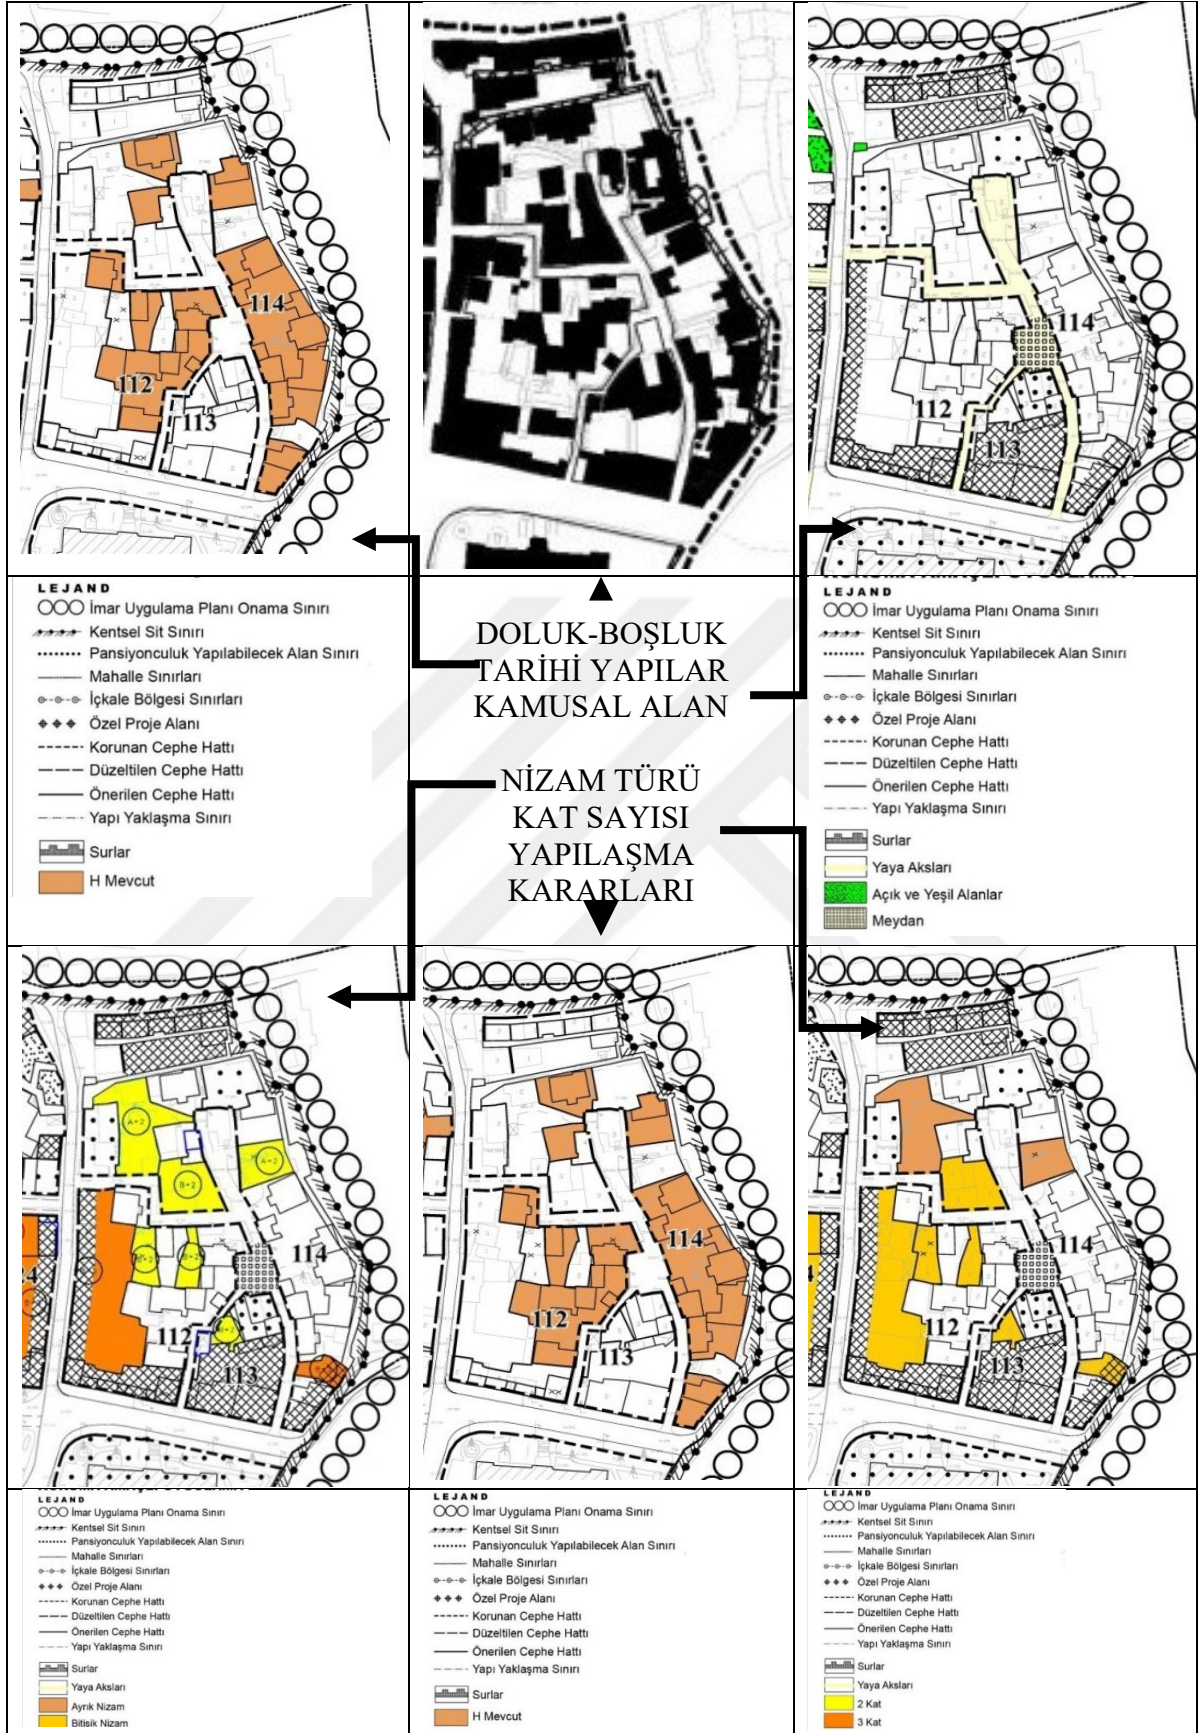 114
112
113
114
112
113
LEJAND
İmar Uygulama Planı Onama Sınırı
Kentsel Sit Sınırı
Pansiyonculuk Yapılabilecek Alan Sınırı
Mahalle Sınırları
İçkale Bölgesi Sınırları
Özel Proje Alanı
Korunan Cephe Hattı
Düzeltilen Cephe Hattı
Önerilen Cephe Hattı
Yapı Yaklaşma Sınırı
Surlar
H Mevcut
DOLUK-BOŞLUK
TARİHİ YAPILAR
KAMUSAL ALAN
NİZAM TÜRÜ
KAT SAYISI
YAPILAŞMA
KARARLARI
LEJAND
İmar Uygulama Planı Onama Sınırı
Kentsel Sit Sınırı
Pansiyonculuk Yapılabilecek Alan Sınırı
Mahalle Sınırları
İçkale Bölgesi Sınırları
Özel Proje Alanı
Korunan Cephe Hattı
Düzeltilen Cephe Hattı
Önerilen Cephe Hattı
Yapı Yaklaşma Sınırı
Surlar
Yaya Aksları
Açık ve Yeşil Alanlar
Meydan
A=2
A=2
B=2
114
112
113
114
112
113
114
112
113
LEJAND
İmar Uygulama Planı Onama Sınırı
Kentsel Sit Sınırı
Pansiyonculuk Yapılabilecek Alan Sınırı
Mahalle Sınırları
İçkale Bölgesi Sınırları
Özel Proje Alanı
Korunan Cephe Hattı
Düzeltilen Cephe Hattı
Önerilen Cephe Hattı
Yapı Yaklaşma Sınırı
Surlar
Yaya Aksları
Ayrık Nizam
Bitişik Nizam
LEJAND
İmar Uygulama Planı Onama Sınırı
Kentsel Sit Sınırı
Pansiyonculuk Yapılabilecek Alan Sınırı
Mahalle Sınırları
İçkale Bölgesi Sınırları
Özel Proje Alanı
Korunan Cephe Hattı
Düzeltilen Cephe Hattı
Önerilen Cephe Hattı
Yapı Yaklaşma Sınırı
Surlar
H Mevcut
LEJAND
İmar Uygulama Planı Onama Sınırı
Kentsel Sit Sınırı
Pansiyonculuk Yapılabilecek Alan Sınırı
Mahalle Sınırları
İçkale Bölgesi Sınırları
Özel Proje Alanı
Korunan Cephe Hattı
Düzeltilen Cephe Hattı
Önerilen Cephe Hattı
Yapı Yaklaşma Sınırı
Surlar
Yaya Aksları
2 Kat
3 Kat